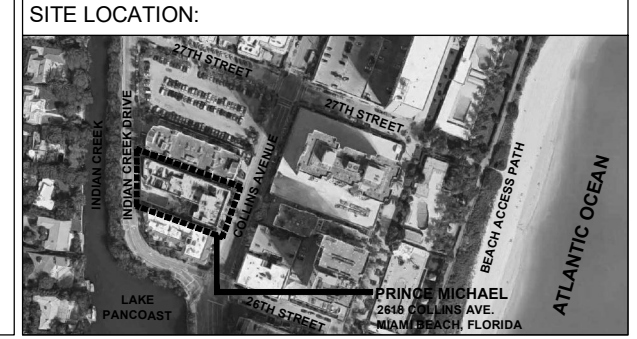 SITE LOCATION:
27TH STREET
27TH STREET
INDIAN CREEK
INDIAN CREEK DRIVE
COLLINS AVENUE
BEACH ACCESS PATH
ATLANTIC OCEAN
LAKE
PANCOAST
26TH STREET
PRINCE MICHAEL
2618 COLLINS AVE.
MIAMI BEACH, FLORIDA